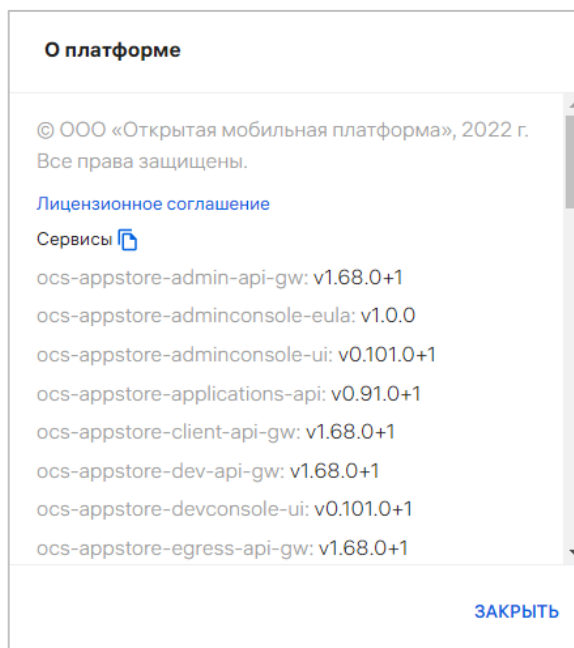 О платформе
© ООО «Открытая мобильная платформа», 2022 г.
Все права защищены.
Лицензионное соглашение
Сервисы
ocs-appstore-admin-api-gw: v1.68.0+1
ocs-appstore-adminconsole-eula: v1.0.0
ocs-appstore-adminconsole-ui: v0.101.0+1
ocs-appstore-applications-api: v0.91.0+1
ocs-appstore-client-api-gw: v1.68.0+1
ocs-appstore-dev-api-gw: v1.68.0+1
ocs-appstore-devconsole-ui: v0.101.0+1
ocs-appstore-egress-api-gw: v1.68.0+1
ЗАКРЫТЬ